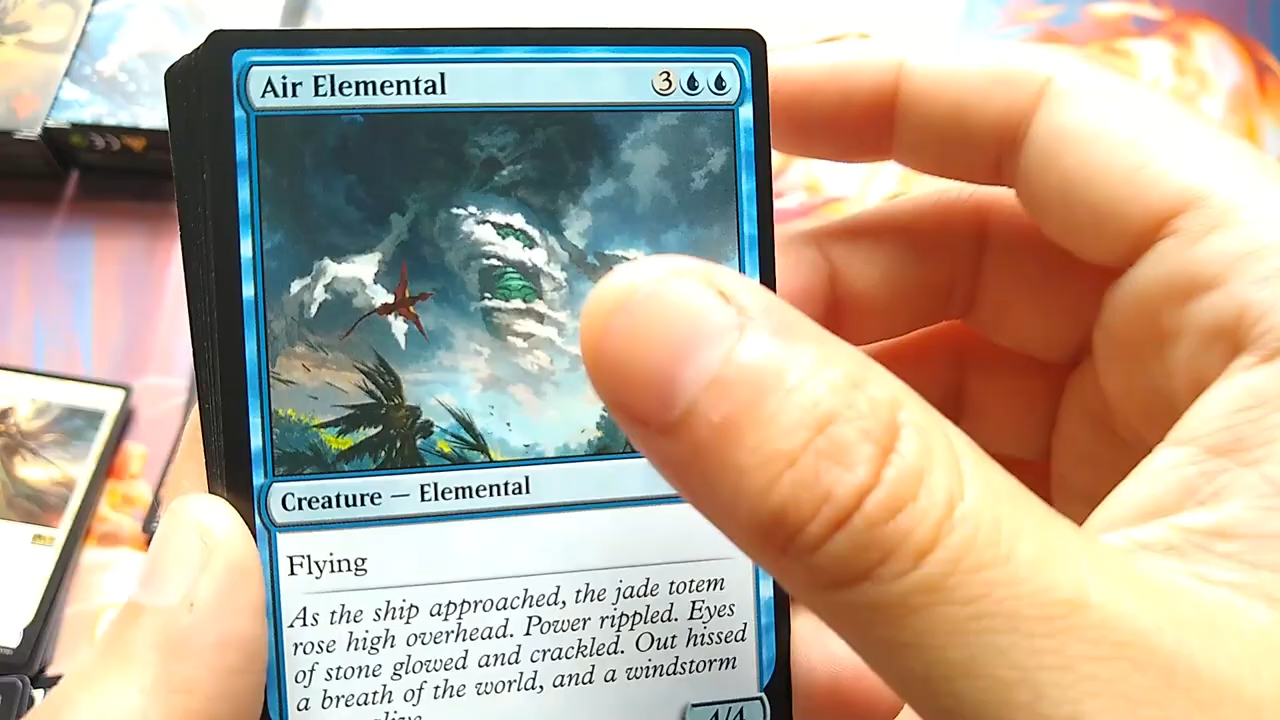 Air Elemental 3
Creature — Elemental
Flying
As the ship approached, the jade totem
rose high overhead. Power rippled. Eyes
of stone glowed and crackled. Out hissed
a breath of the world, and a windstorm
alive.
4/4